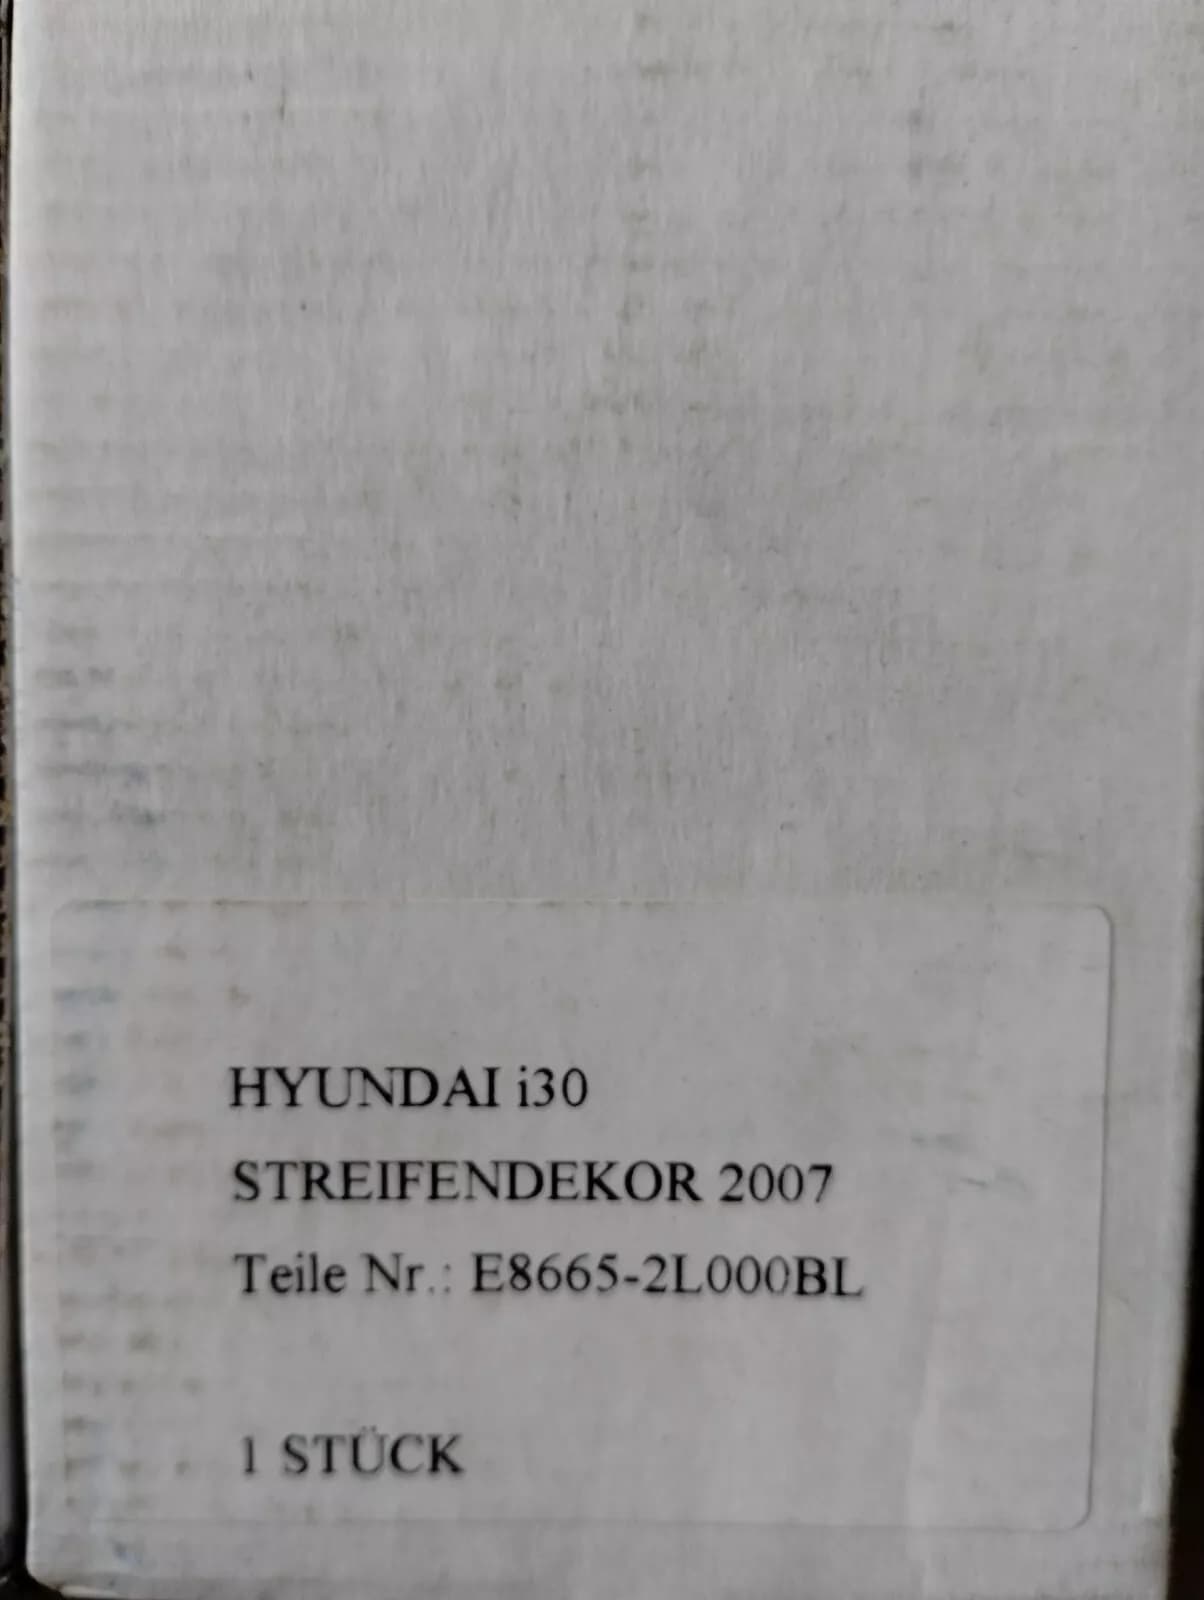 HYUNDAI i30
STREIFENDEKOR 2007
Teile Nr.: E8665-2L000BL
1 STÜCK